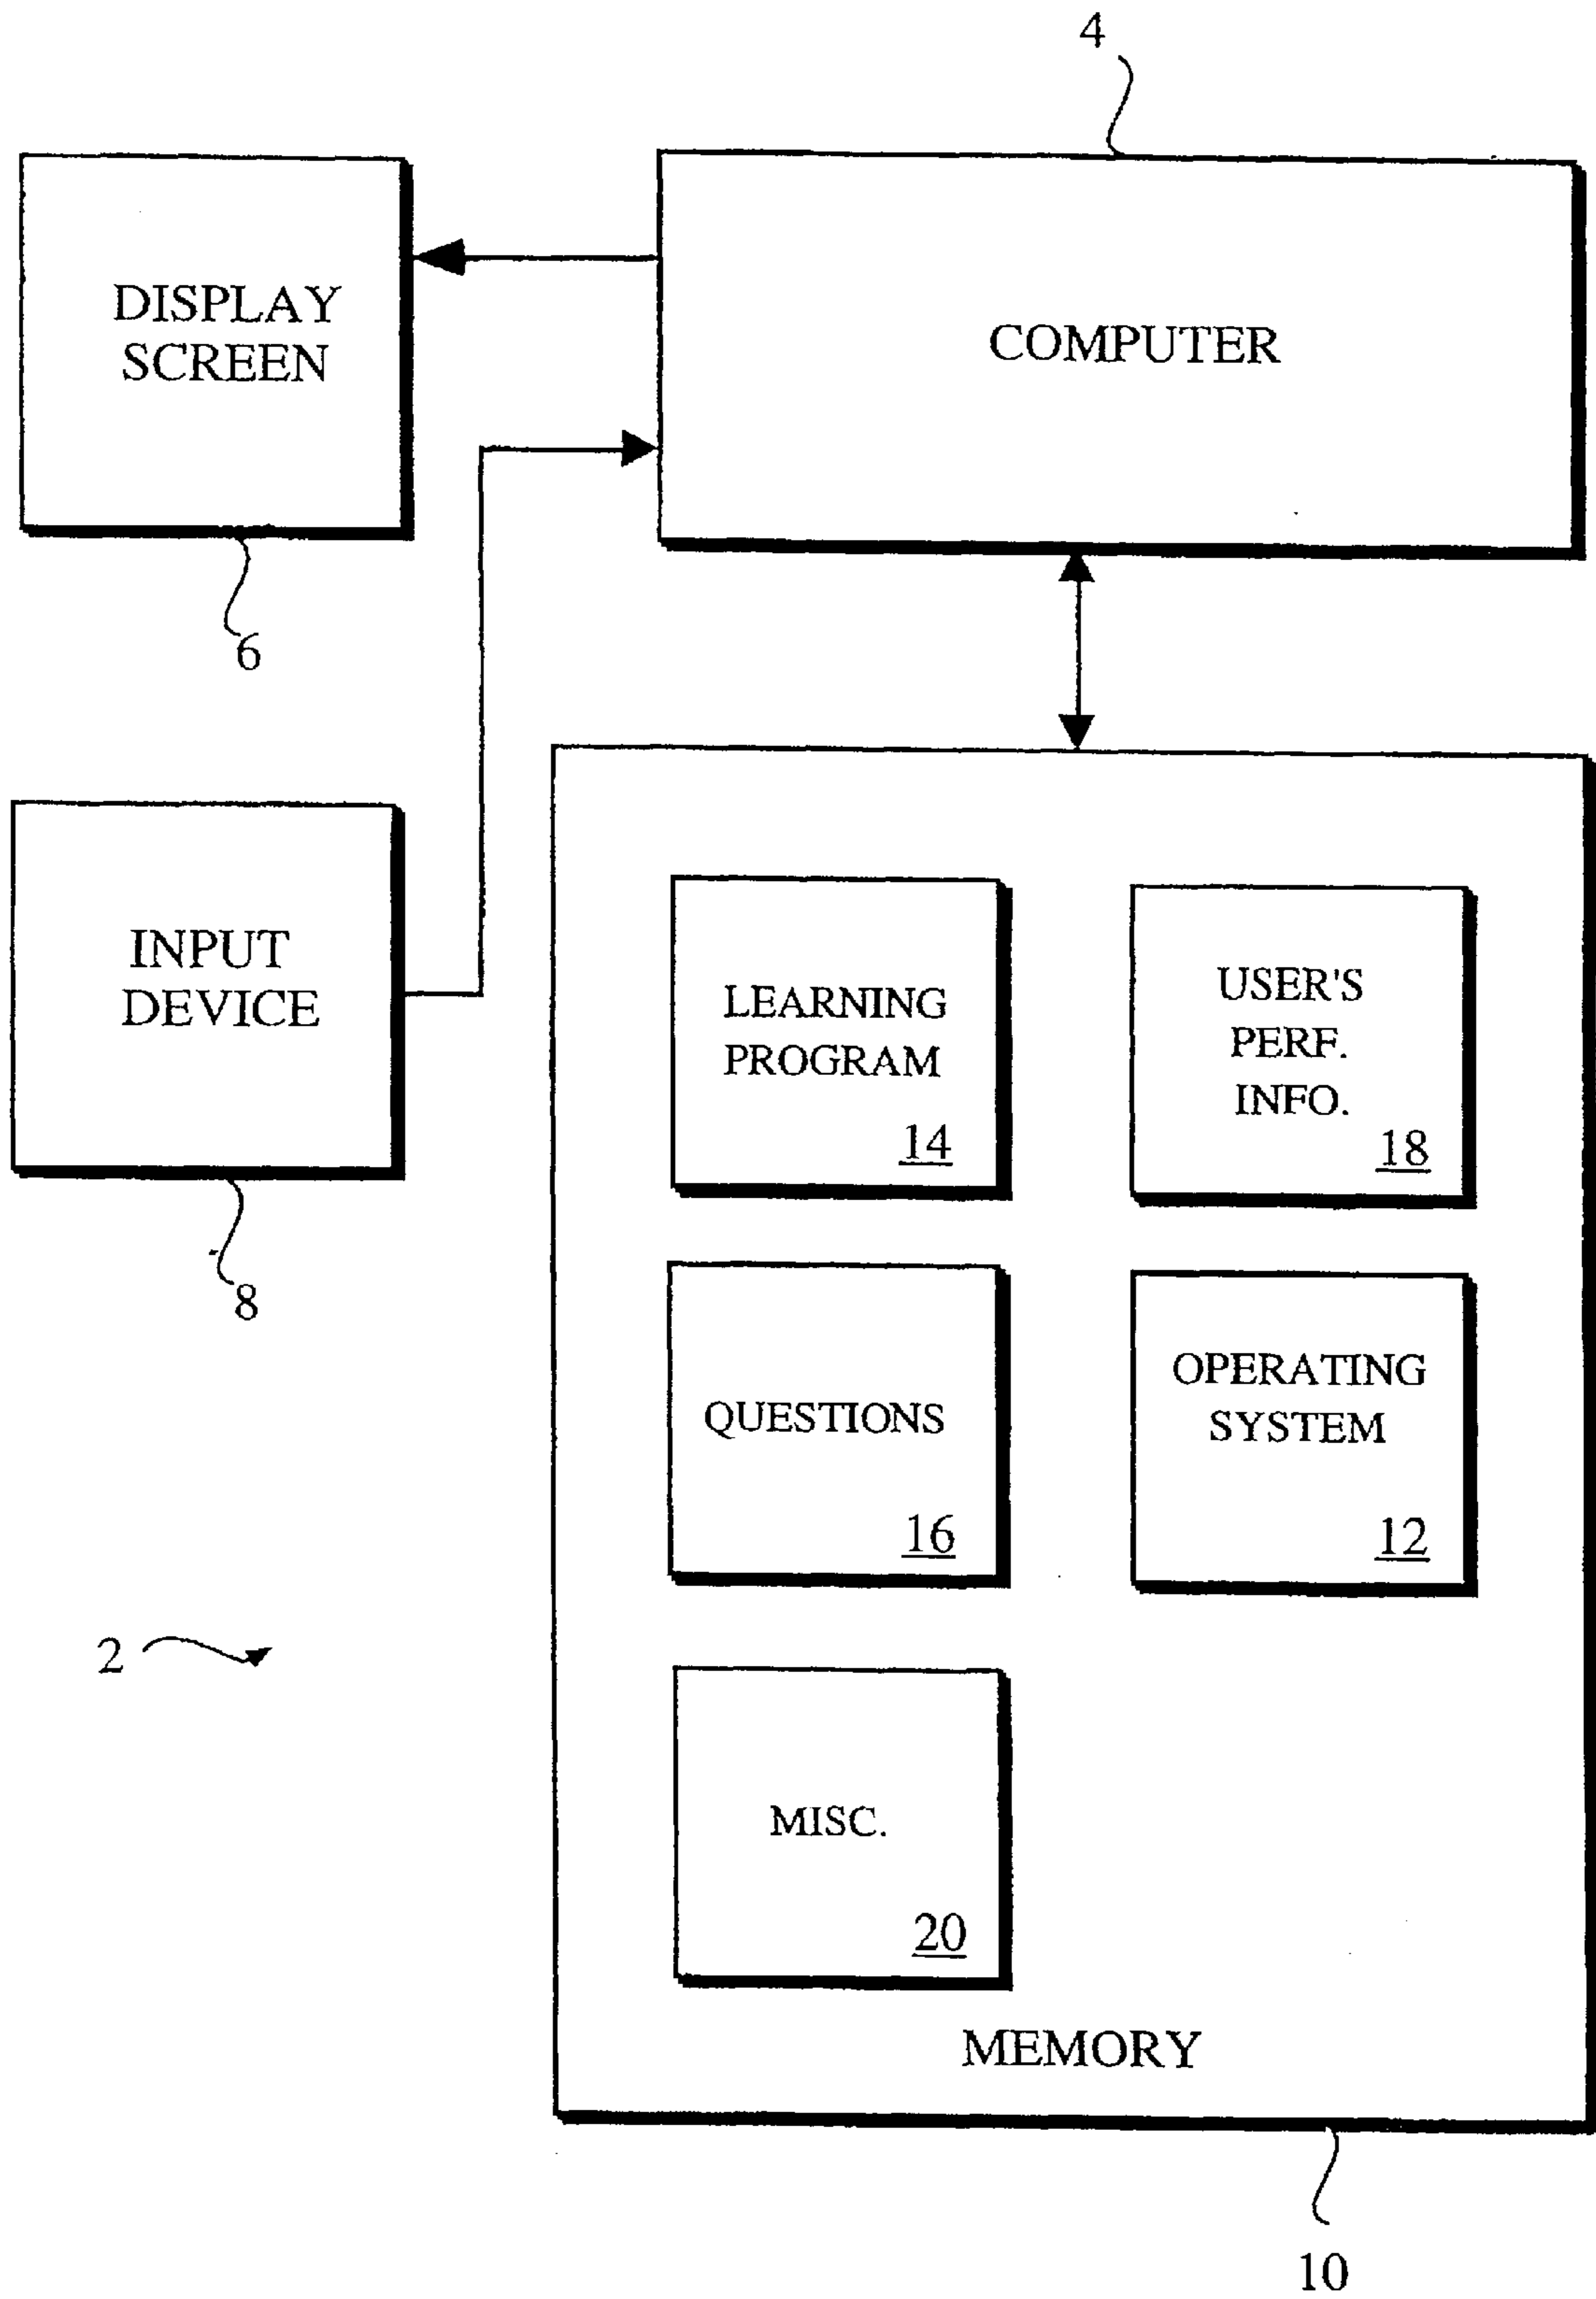 4
DISPLAY
SCREEN
COMPUTER
6
INPUT
DEVICE
8
LEARNING
PROGRAM
14
USER'S
PERF.
INFO.
18
QUESTIONS
16
OPERATING
SYSTEM
12
2
MISC.
20
MEMORY
10